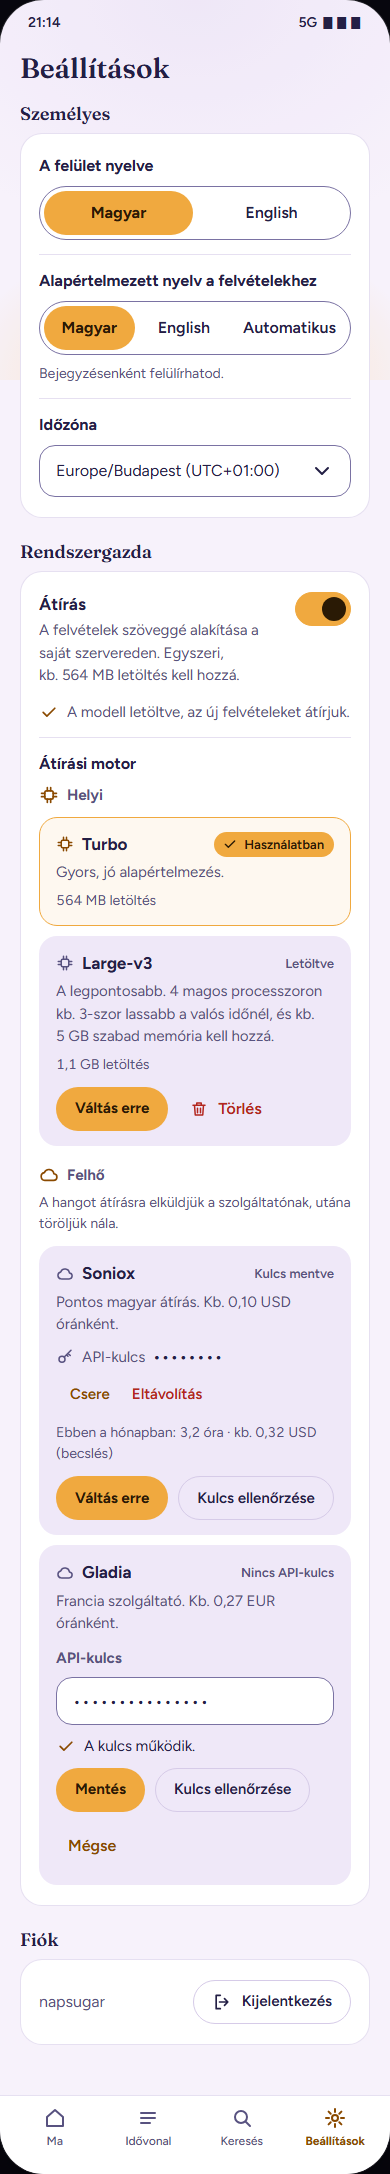 21:14
5G
Beállítások
Személyes
A felület nyelve
Magyar English
Alapértelmezett nyelv a felvételekhez
Magyar English Automatikus
Bejegyzésenként felülírhatod.
Időzóna
Europe/Budapest (UTC+01:00)
Rendszergazda
Átírás
A felvételek szöveggé alakítása a
saját szervereden. Egyszeri,
kb. 564 MB letöltés kell hozzá.
A modell letöltve, az új felvételeket átírjuk.
Átírási motor
Helyi
Turbo Használatban
Gyors, jó alapértelmezés.
564 MB letöltés
Large-v3 Letöltve
A legpontosabb. 4 magos processzoron
kb. 3-szor lassabb a valós időnél, és kb.
5 GB szabad memória kell hozzá.
1,1 GB letöltés
Váltás erre Törlés
Felhő
A hangot átírásra elküldjük a szolgáltatónak, utána
töröljük nála.
Soniox Kulcs mentve
Pontos magyar átírás. Kb. 0,10 USD
óránként.
API-kulcs ••••••••
Csere Eltávolítás
Ebben a hónapban: 3,2 óra · kb. 0,32 USD
(becslés)
Váltás erre Kulcs ellenőrzése
Gladia Nincs API-kulcs
Francia szolgáltató. Kb. 0,27 EUR
óránként.
API-kulcs
•••••••••••••••
A kulcs működik.
Mentés Kulcs ellenőrzése
Mégse
Fiók
napsugar Kijelentkezés
Ma Idővonal Keresés Beállítások